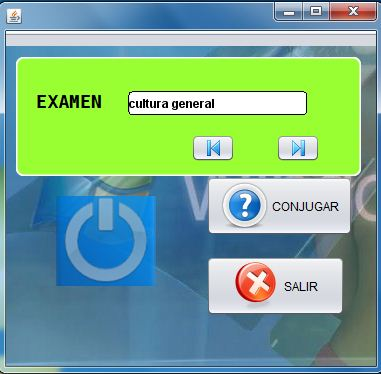 EXAMEN
cultura general
CONJUGAR
SALIR